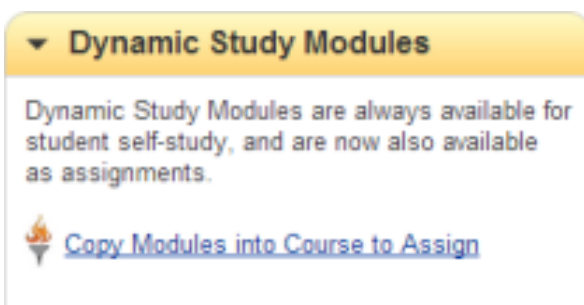 Dynamic Study Modules
Dynamic Study Modules are always available for
student self-study, and are now also available
as assignments.
Copy Modules into Course to Assign